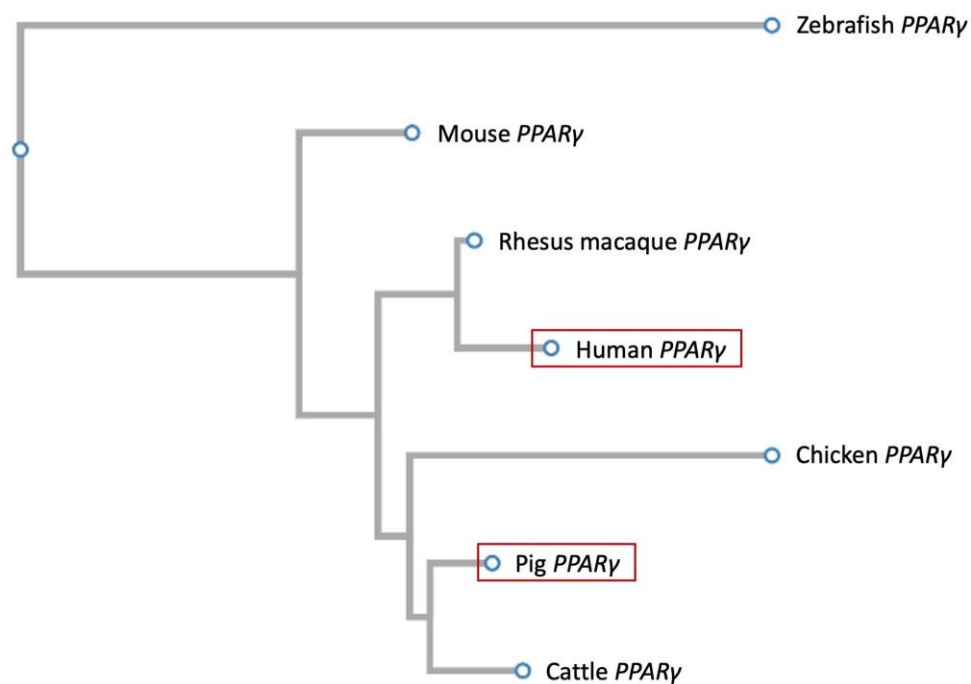 Zebrafish PPARγ
Mouse PPARγ
Rhesus macaque PPARγ
Human PPARγ
Chicken PPARγ
Pig PPARγ
Cattle PPARγ